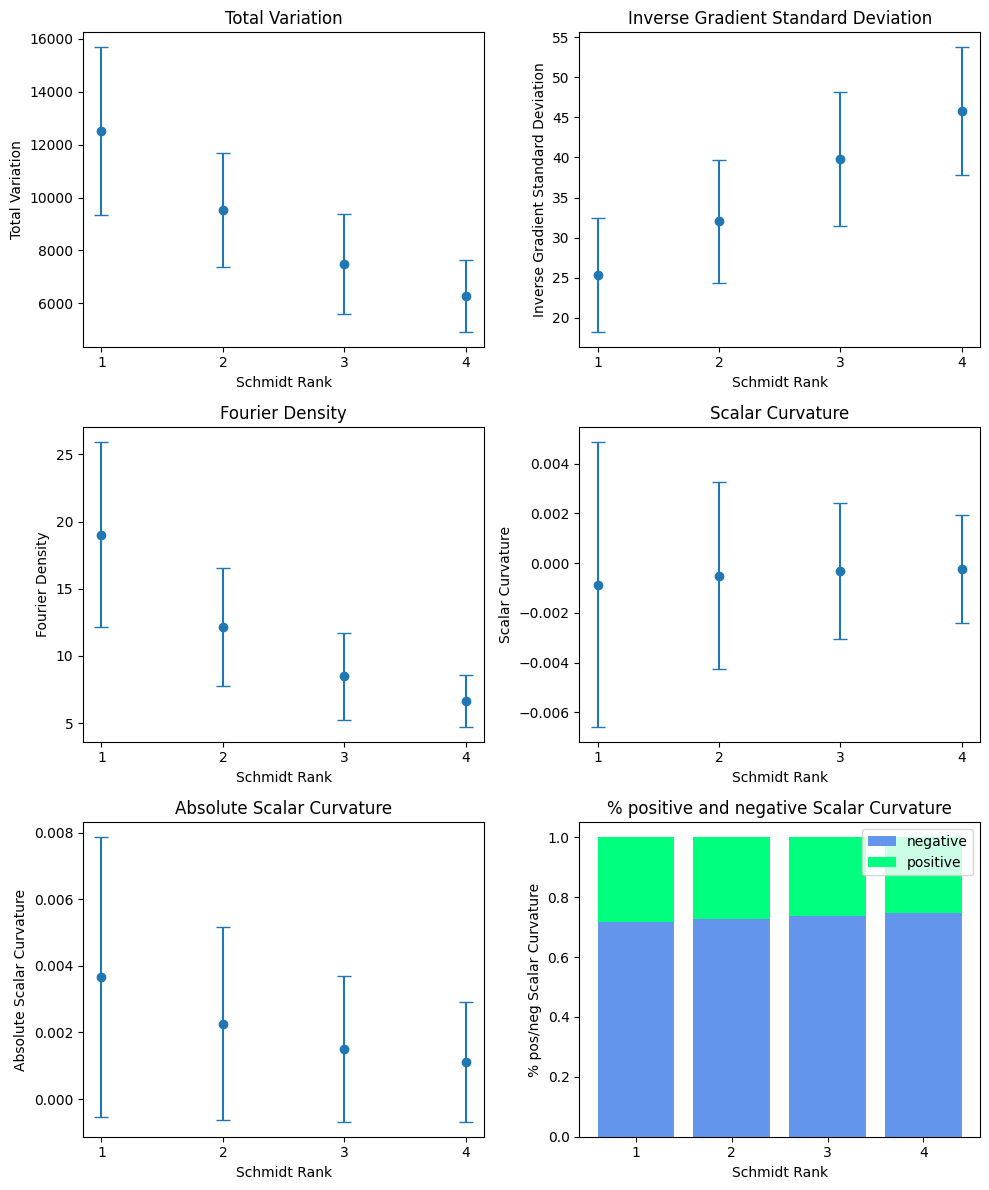 Total Variation
Total Variation
16000
14000
12000
10000
8000
6000
1 2 3 4
Schmidt Rank
Inverse Gradient Standard Deviation
Inverse Gradient Standard Deviation
55
50
45
40
35
30
25
20
1 2 3 4
Schmidt Rank
Fourier Density
Fourier Density
25
20
15
10
5
1 2 3 4
Schmidt Rank
Scalar Curvature
Scalar Curvature
0.004
0.002
0.000
−0.002
−0.004
−0.006
1 2 3 4
Schmidt Rank
Absolute Scalar Curvature
Absolute Scalar Curvature
0.008
0.006
0.004
0.002
0.000
1 2 3 4
Schmidt Rank
% positive and negative Scalar Curvature
% pos/neg Scalar Curvature
1.0
0.8
0.6
0.4
0.2
0.0
negative
positive
1 2 3 4
Schmidt Rank